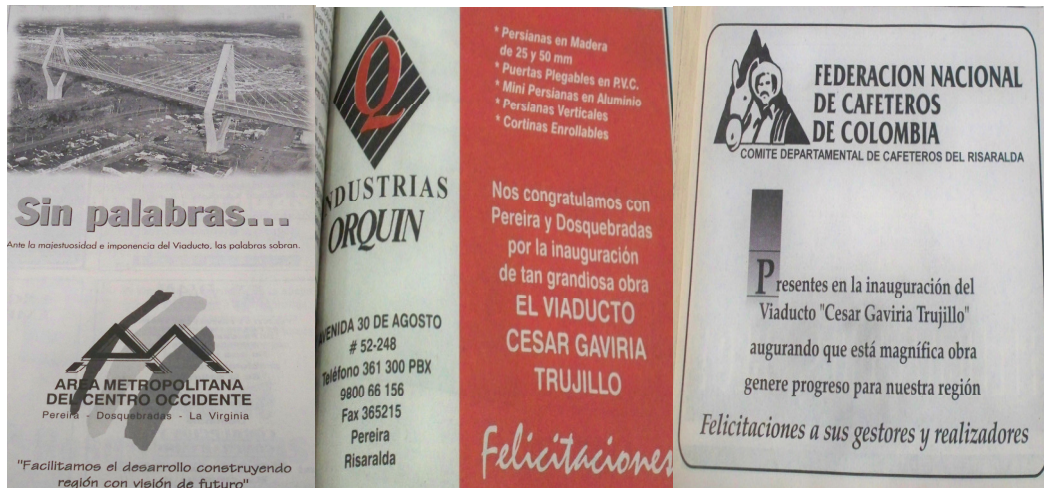 Sin palabras...
Ante la majestuosidad e imponencia del Viaducto, las palabras sobran.
AREA METROPOLITANA
DEL CENTRO OCCIDENTE
Pereira - Dosquebradas - La Virginia
"Facilitamos el desarrollo construyendo
región con visión de futuro"
Q
INDUSTRIAS
ORQUIN
AVENIDA 30 DE AGOSTO
# 52-248
Teléfono 361 300 PBX
9800 66 156
Fax 365215
Pereira
Risaralda
* Persianas en Madera
de 25 y 50 mm
* Puertas Plegables en P.V.C.
* Mini Persianas en Aluminio
* Persianas Verticales
* Cortinas Enrollables
Nos congratulamos con
Pereira y Dosquebradas
por la inauguración
de tan grandiosa obra
EL VIADUCTO
CESAR GAVIRIA
TRUJILLO
Felicitaciones
FEDERACION NACIONAL
DE CAFETEROS
DE COLOMBIA
COMITE DEPARTAMENTAL DE CAFETEROS DEL RISARALDA
Presentes en la inauguración del
Viaducto "Cesar Gaviria Trujillo"
augurando que está magnífica obra
genere progreso para nuestra región
Felicitaciones a sus gestores y realizadores